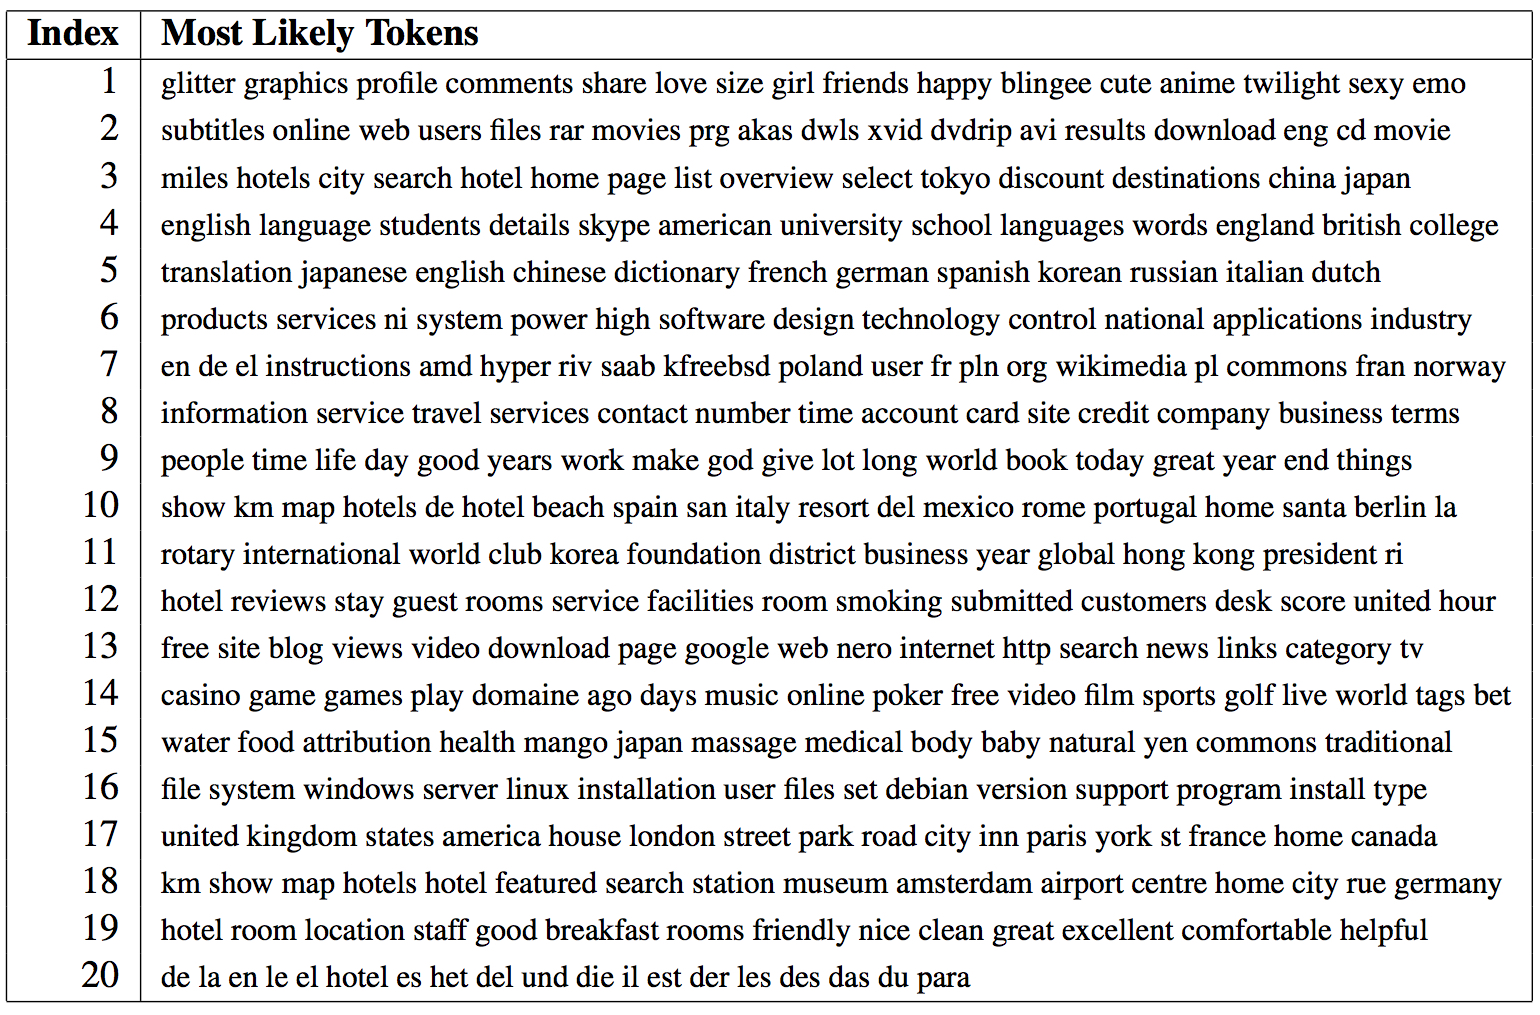 Index Most Likely Tokens
1 glitter graphics profile comments share love size girl friends happy blingee cute anime twilight sexy emo
2 subtitles online web users files rar movies prg akas dwls xvid dvdrip avi results download eng cd movie
3 miles hotels city search hotel home page list overview select tokyo discount destinations china japan
4 english language students details skype american university school languages words england british college
5 translation japanese english chinese dictionary french german spanish korean russian italian dutch
6 products services ni system power high software design technology control national applications industry
7 en de el instructions amd hyper riv saab kfreebsd poland user fr pln org wikimedia pl commons fran norway
8 information service travel services contact number time account card site credit company business terms
9 people time life day good years work make god give lot long world book today great year end things
10 show km map hotels de hotel beach spain san italy resort del mexico rome portugal home santa berlin la
11 rotary international world club korea foundation district business year global hong kong president ri
12 hotel reviews stay guest rooms service facilities room smoking submitted customers desk score united hour
13 free site blog views video download page google web nero internet http search news links category tv
14 casino game games play domaine ago days music online poker free video film sports golf live world tags bet
15 water food attribution health mango japan massage medical body baby natural yen commons traditional
16 file system windows server linux installation user files set debian version support program install type
17 united kingdom states america house london street park road city inn paris york st france home canada
18 km show map hotels hotel featured search station museum amsterdam airport centre home city rue germany
19 hotel room location staff good breakfast rooms friendly nice clean great excellent comfortable helpful
20 de la en le el hotel es het del und die il est der les des das du para